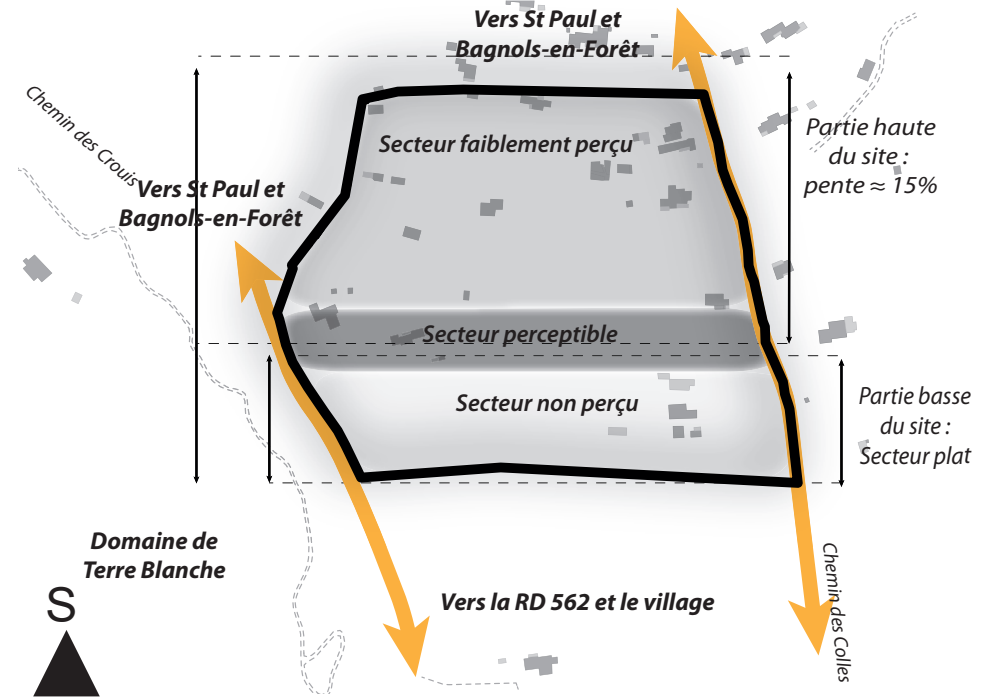 Vers St Paul et
Bagnols-en-Forêt
Chemin des Crouis
Partie haute
du site :
pente ≈ 15%
Secteur faiblement perçu
Vers St Paul et
Bagnols-en-Forêt
Secteur perceptible
Secteur non perçu
Partie basse
du site :
Secteur plat
Domaine de
Terre Blanche
Chemin des Colles
S
Vers la RD 562 et le village